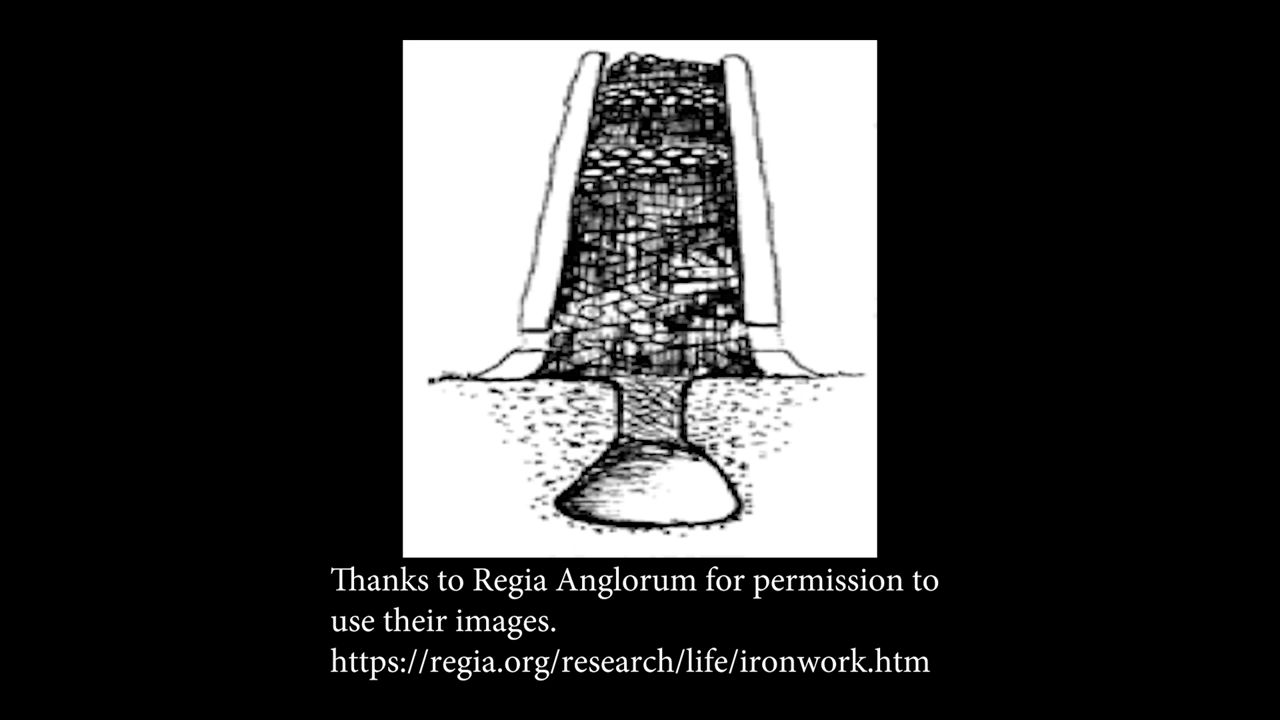 Thanks to Regia Anglorum for permission to
use their images.
https://regia.org/research/life/ironwork.htm